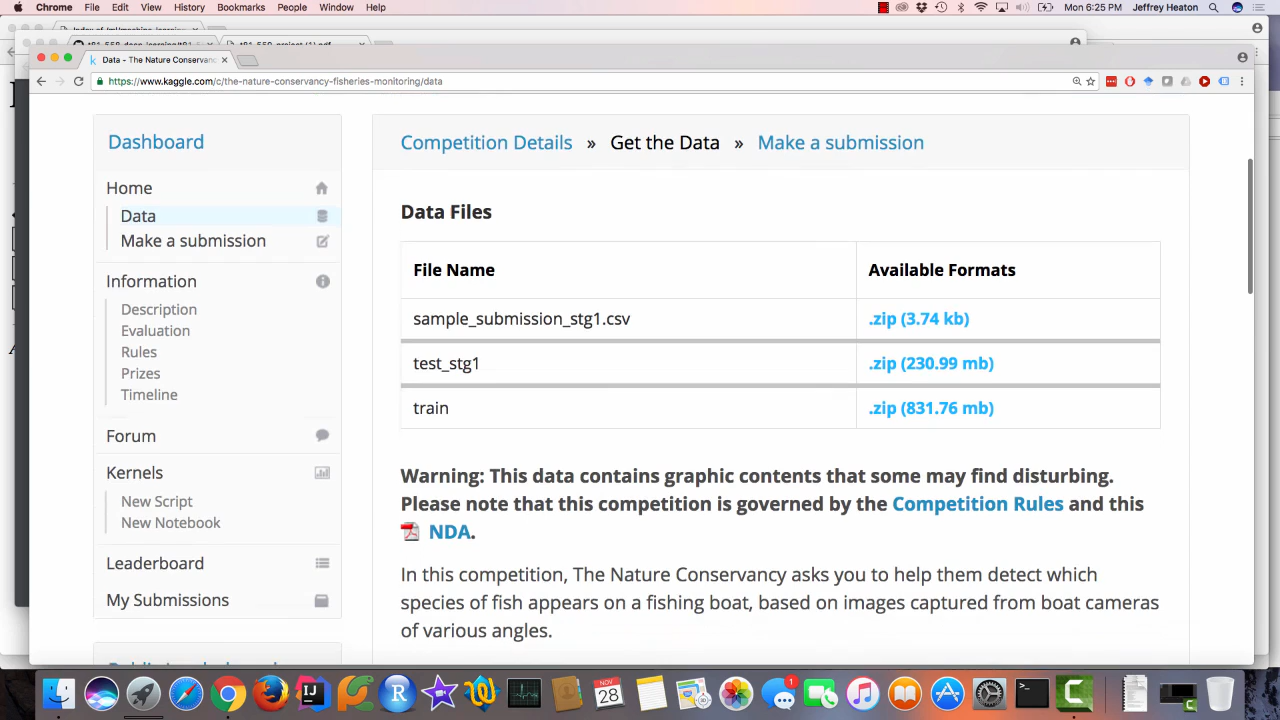 Chrome File Edit View History Bookmarks People Window Help Mon 6:25 PM Jeffrey Heaton
Data - The Nature Conservanc
https://www.kaggle.com/c/the-nature-conservancy-fisheries-monitoring/data
Dashboard
Home
Data
Make a submission
Information
Description
Evaluation
Rules
Prizes
Timeline
Forum
Kernels
New Script
New Notebook
Leaderboard
My Submissions
Competition Details » Get the Data » Make a submission
Data Files
File Name Available Formats
sample_submission_stg1.csv .zip (3.74 kb)
test_stg1 .zip (230.99 mb)
train .zip (831.76 mb)
Warning: This data contains graphic contents that some may find disturbing.
Please note that this competition is governed by the Competition Rules and this
NDA.
In this competition, The Nature Conservancy asks you to help them detect which
species of fish appears on a fishing boat, based on images captured from boat cameras
of various angles.
NOV
28
1